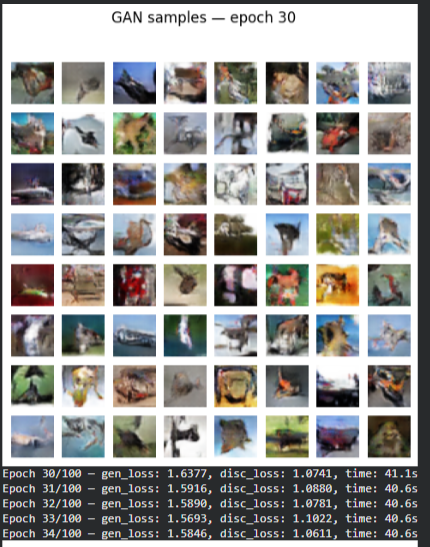 GAN samples — epoch 30
Epoch 30/100 — gen_loss: 1.6377, disc_loss: 1.0741, time: 41.1s
Epoch 31/100 — gen_loss: 1.5916, disc_loss: 1.0880, time: 40.6s
Epoch 32/100 — gen_loss: 1.5890, disc_loss: 1.0781, time: 40.6s
Epoch 33/100 — gen_loss: 1.5693, disc_loss: 1.1022, time: 40.6s
Epoch 34/100 — gen_loss: 1.5846, disc_loss: 1.0611, time: 40.6s